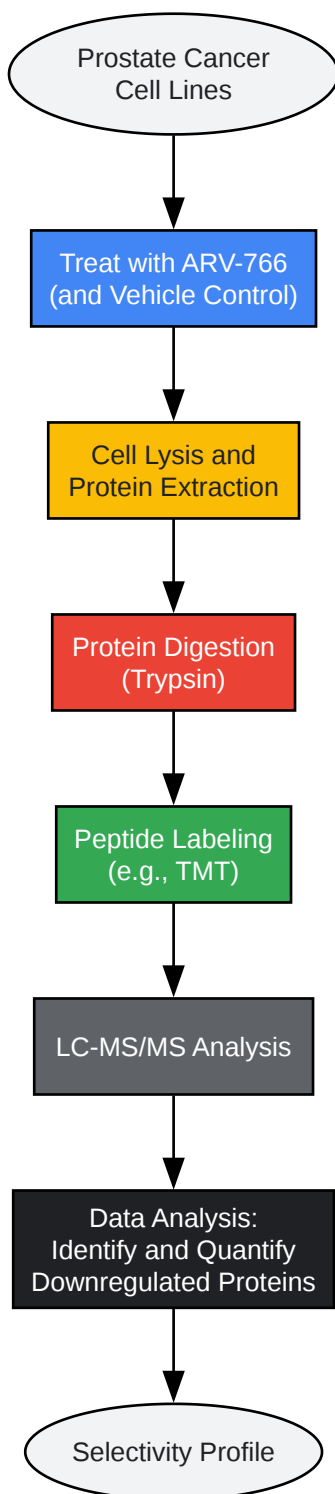 Prostate Cancer
Cell Lines
Treat with ARV-766
(and Vehicle Control)
Cell Lysis and
Protein Extraction
Protein Digestion
(Trypsin)
Peptide Labeling
(e.g., TMT)
LC-MS/MS Analysis
Data Analysis:
Identify and Quantify
Downregulated Proteins
Selectivity Profile